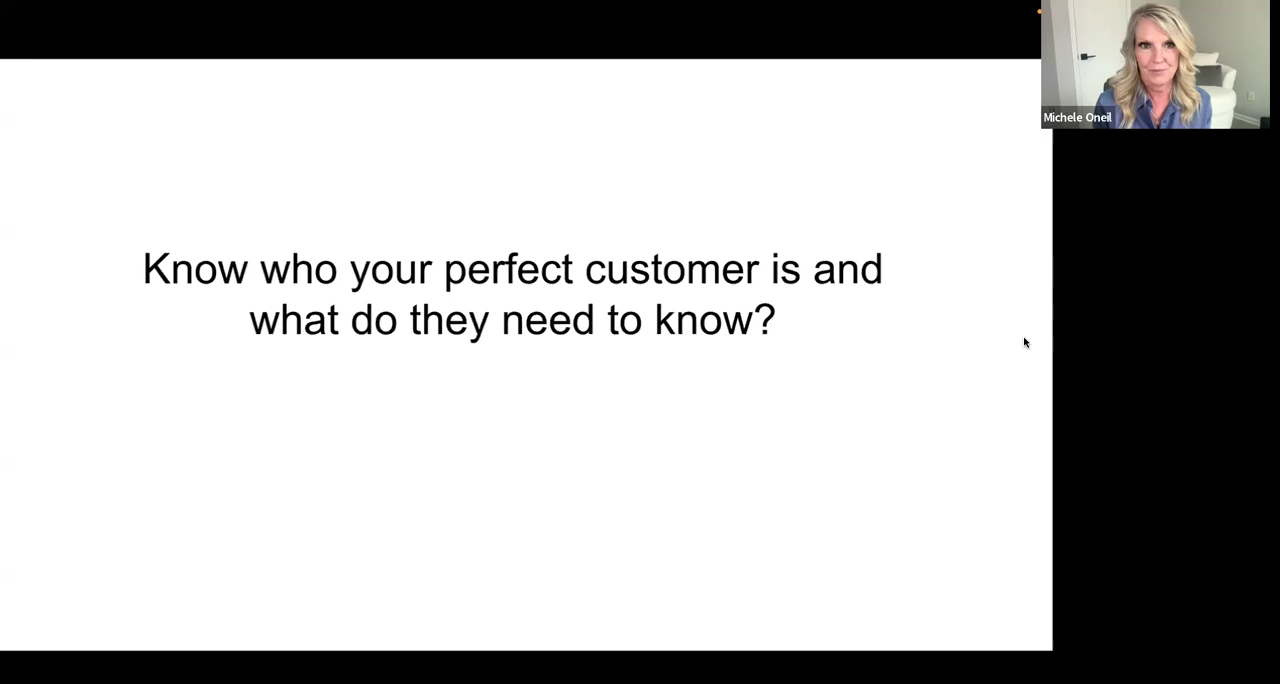 Know who your perfect customer is and
what do they need to know?
Michele Oneil